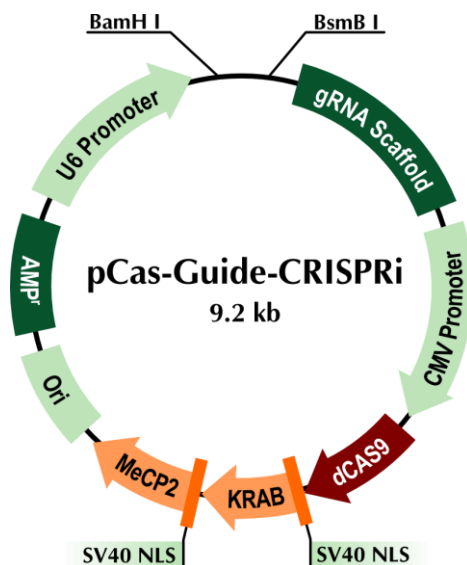 BamH I
BsmB I
U6 Promoter
gRNA Scaffold
AMPr
pCas-Guide-CRISPRi
9.2 kb
CMV Promoter
Ori
MeCP2
KRAB
dCAS9
SV40 NLS
SV40 NLS